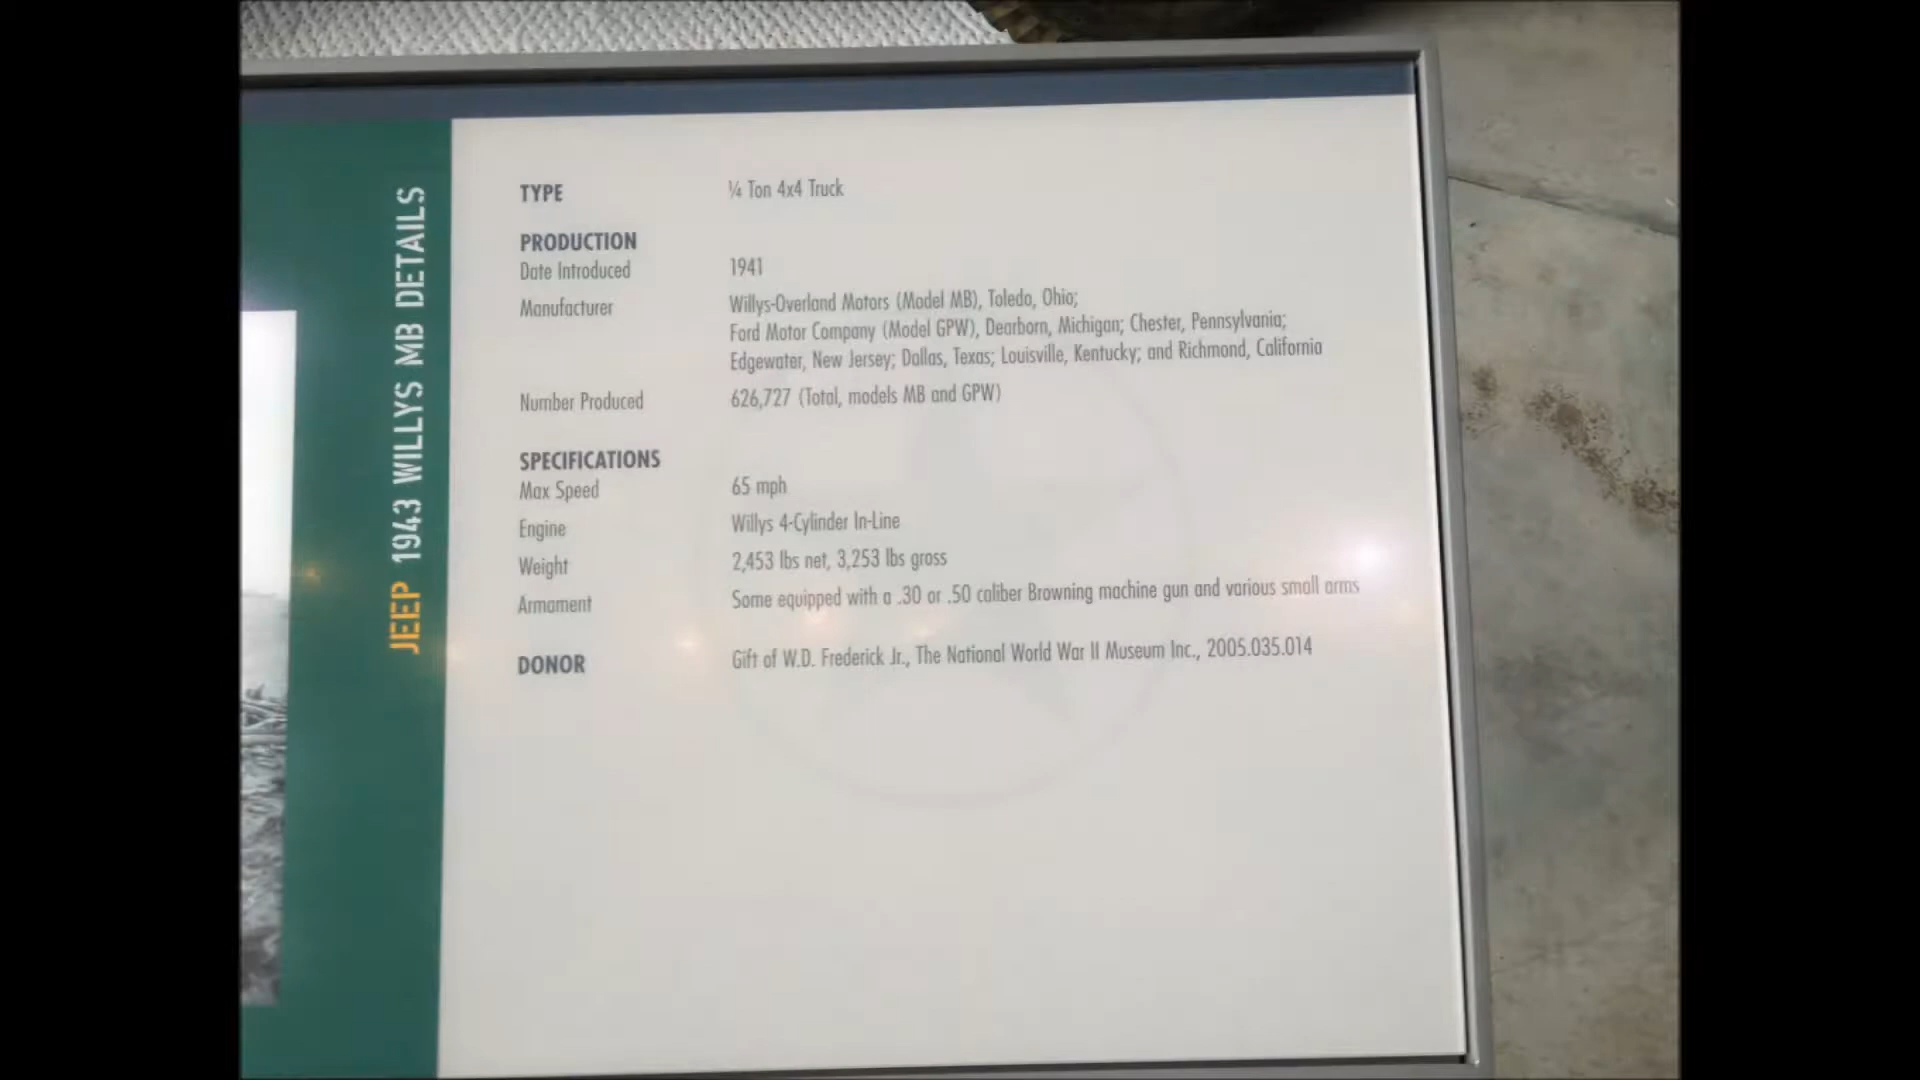 JEEP 1943 WILLYS MB DETAILS
TYPE ¼ Ton 4x4 Truck
PRODUCTION
Date Introduced 1941
Manufacturer Willys-Overland Motors (Model MB), Toledo, Ohio;
Ford Motor Company (Model GPW), Dearborn, Michigan; Chester, Pennsylvania;
Edgewater, New Jersey; Dallas, Texas; Louisville, Kentucky; and Richmond, California
Number Produced 626,727 (Total, models MB and GPW)
SPECIFICATIONS
Max Speed 65 mph
Engine Willys 4-Cylinder In-Line
Weight 2,453 lbs net, 3,253 lbs gross
Armament Some equipped with a .30 or .50 caliber Browning machine gun and various small arms
DONOR Gift of W.D. Frederick Jr., The National World War II Museum Inc., 2005.035.014